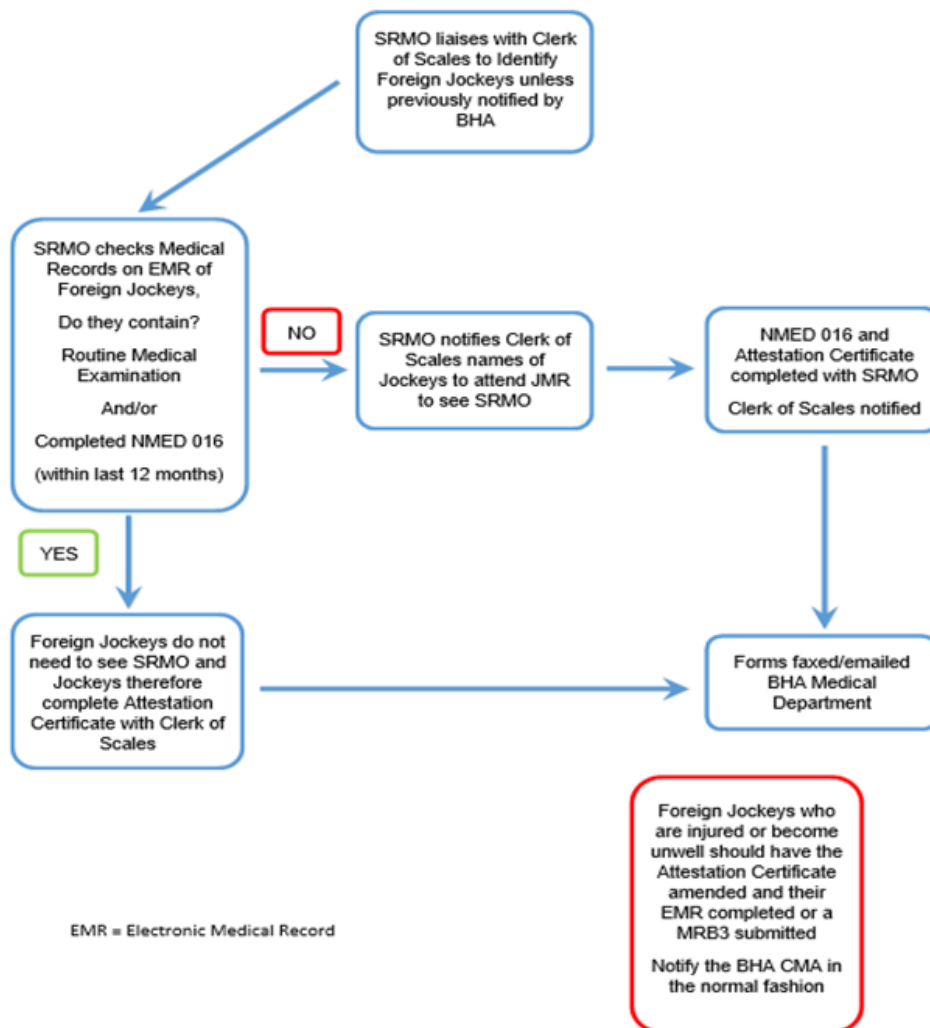 SRMO liaises with Clerk
of Scales to Identify
Foreign Jockeys unless
previously notified by
BHA
SRMO checks Medical
Records on EMR of
Foreign Jockeys,
Do they contain?
Routine Medical
Examination
And/or
Completed NMED 016
(within last 12 months)
NO
SRMO notifies Clerk of
Scales names of
Jockeys to attend JMR
to see SRMO
NMED 016 and
Attestation Certificate
completed with SRMO
Clerk of Scales notified
YES
Foreign Jockeys do not
need to see SRMO and
Jockeys therefore
complete Attestation
Certificate with Clerk of
Scales
Forms faxed/emailed
BHA Medical
Department
Foreign Jockeys who
are injured or become
unwell should have the
Attestation Certificate
amended and their
EMR completed or a
MRB3 submitted
Notify the BHA CMA in
the normal fashion
EMR = Electronic Medical Record